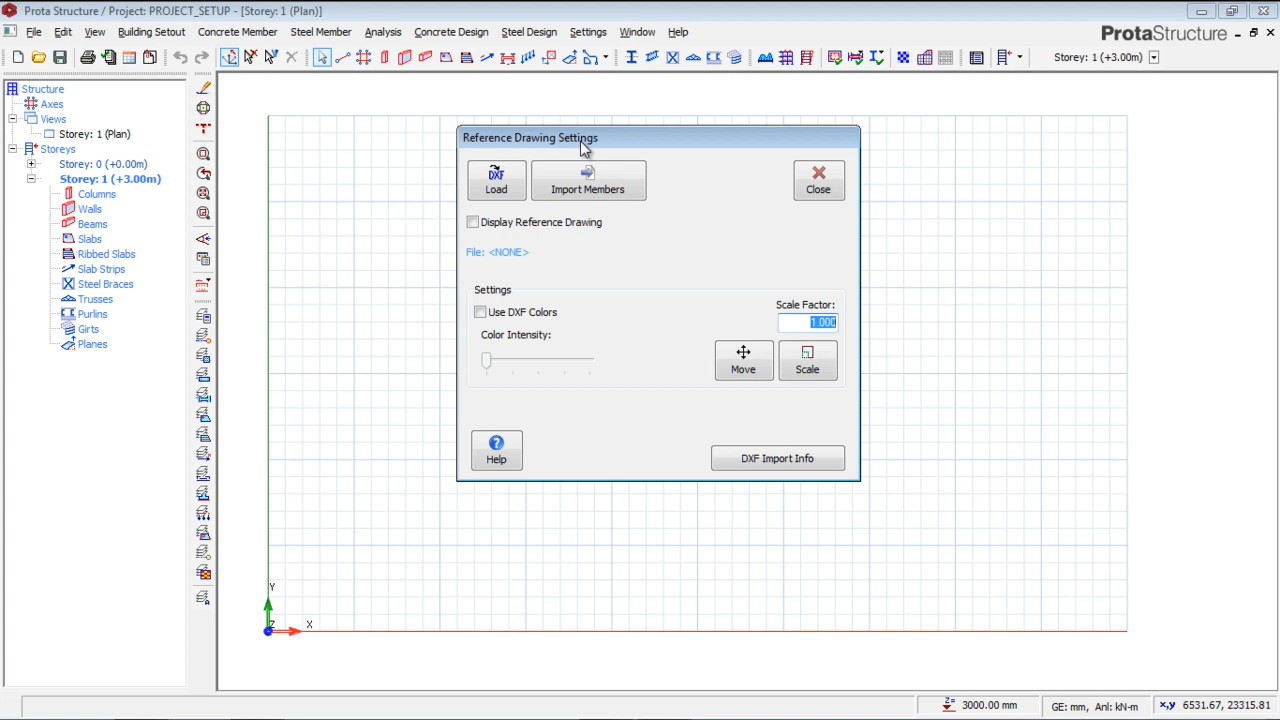 Prota Structure / Project: PROJECT_SETUP - [Storey: 1 (Plan)]
File Edit View Building Setout Concrete Member Steel Member Analysis Concrete Design Steel Design Settings Window Help
ProtaStructure
Storey: 1 (+3.00m)
Structure
Axes
Views
Storey: 1 (Plan)
Storeys
Storey: 0 (+0.00m)
Storey: 1 (+3.00m)
Columns
Walls
Beams
Slabs
Ribbed Slabs
Slab Strips
Steel Braces
Trusses
Purlins
Girts
Planes
Reference Drawing Settings
DXF
Load
Import Members
Close
Display Reference Drawing
File: <NONE>
Settings
Use DXF Colors
Color Intensity:
Scale Factor:
1.000
Move
Scale
Help
DXF Import Info
Y
Z
X
Z=
3000.00 mm
GE: mm, Anl: kN-m
x,y 6531.67, 23315.81